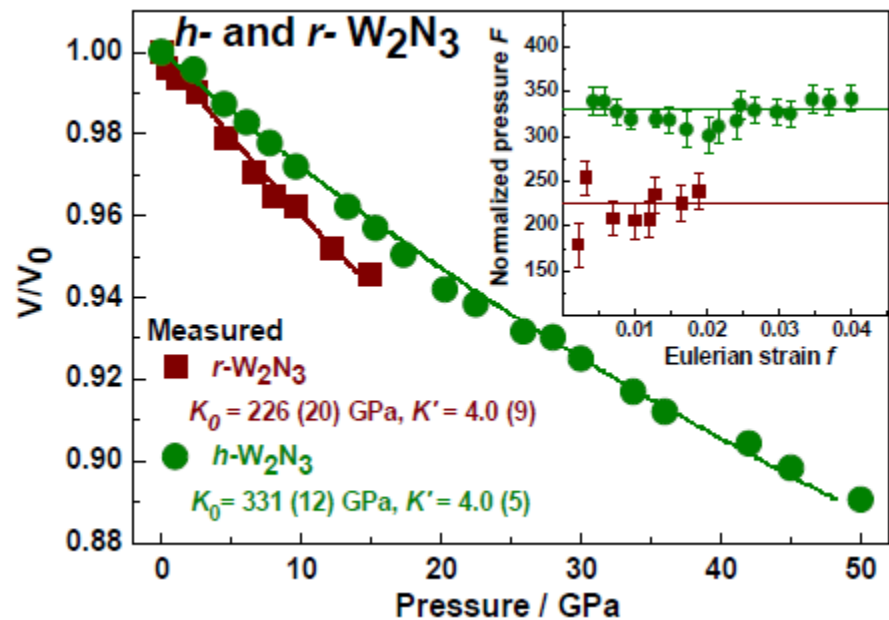 h- and r- W₂N₃
V/V₀
1.00
0.98
0.96
0.94
0.92
0.90
0.88
Measured
r-W₂N₃
K₀ = 226 (20) GPa, K' = 4.0 (9)
h-W₂N₃
K₀= 331 (12) GPa, K' = 4.0 (5)
0
10
20
30
40
50
Pressure / GPa
Normalized pressure F
400
350
300
250
200
150
0.01
0.02
0.03
0.04
Eulerian strain f